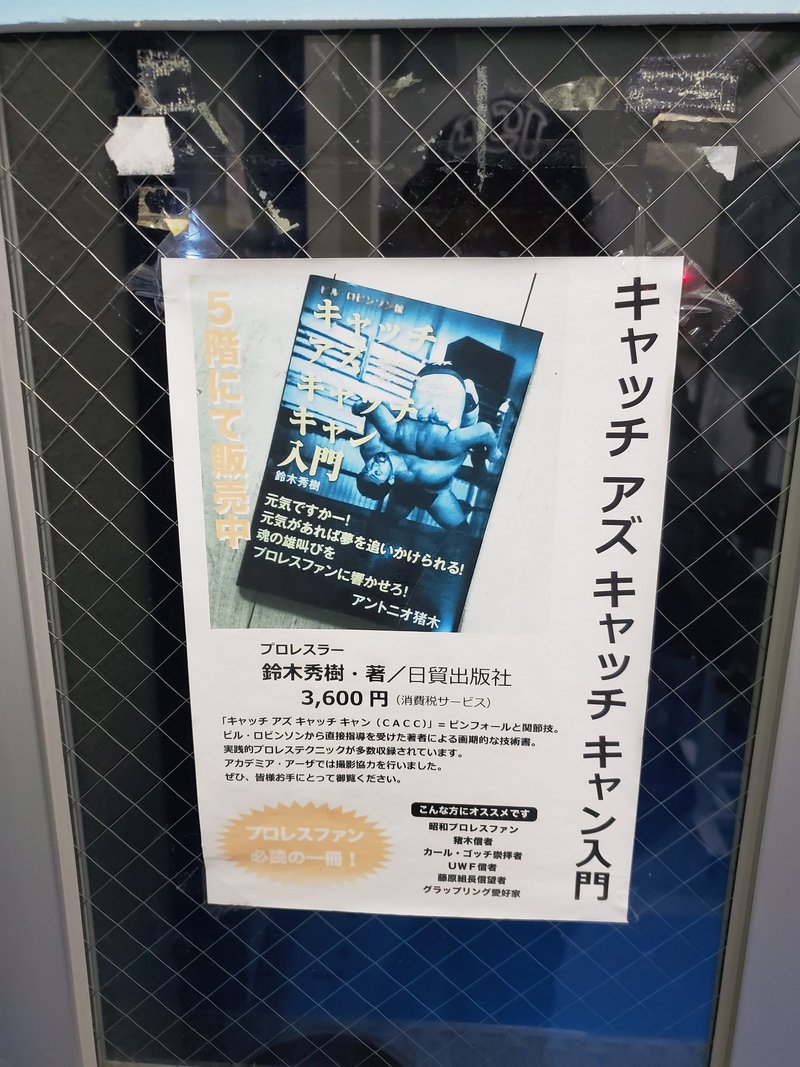 キャッチ アズ キャッチ キャン入門
5階にて販売中
ビル・ロビンソン伝
キャッチ
アズ
キャッチ
キャン
入門
鈴木秀樹
元気ですかー!
元気があれば夢を追いかけられる!
魂の雄叫びを
プロレスファンに響かせろ!
アントニオ猪木
プロレスラー
鈴木秀樹・著／日貿出版社
3,600 円（消費税サービス）
「キャッチ アズ キャッチ キャン（CACC）」= ピンフォールと関節技。
ビル・ロビンソンから直接指導を受けた著者による画期的な技術書。
実践的プロレステクニックが多数収録されています。
アカデミア・アーザでは撮影協力を行いました。
ぜひ、皆様お手にとって御覧ください。
プロレスファン
必読の一冊！
こんな方にオススメです
昭和プロレスファン
猪木信者
カール・ゴッチ崇拝者
UWF信者
藤原組長信望者
グラップリング愛好家